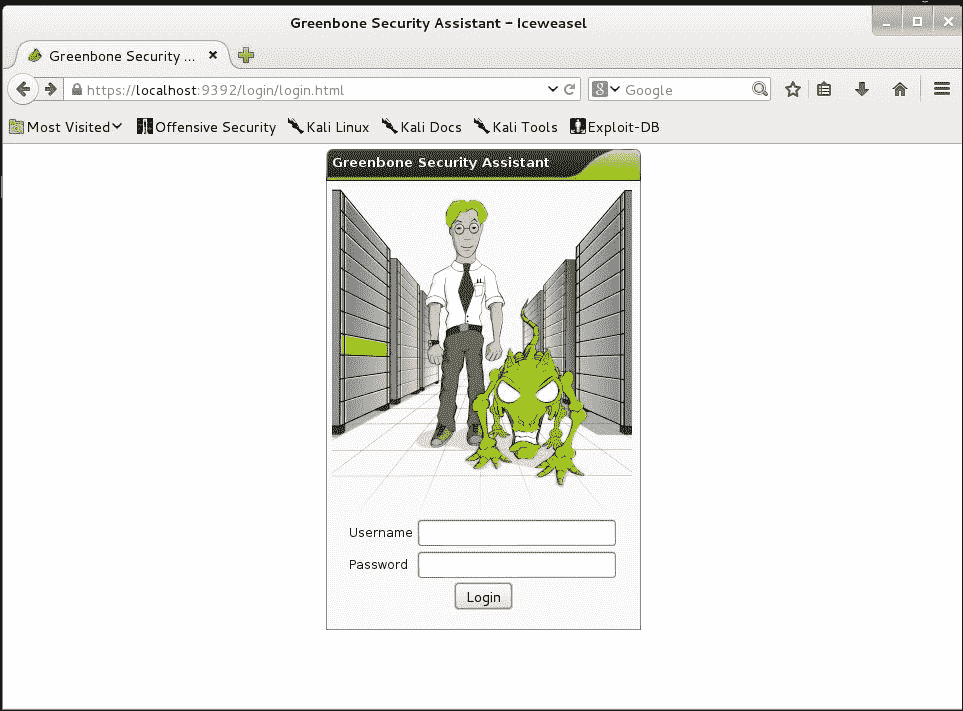 Greenbone Security Assistant - Iceweasel
Greenbone Security ...
https://localhost:9392/login/login.html
Google
Most Visited
Offensive Security
Kali Linux
Kali Docs
Kali Tools
Exploit-DB
Greenbone Security Assistant
Username
Password
Login